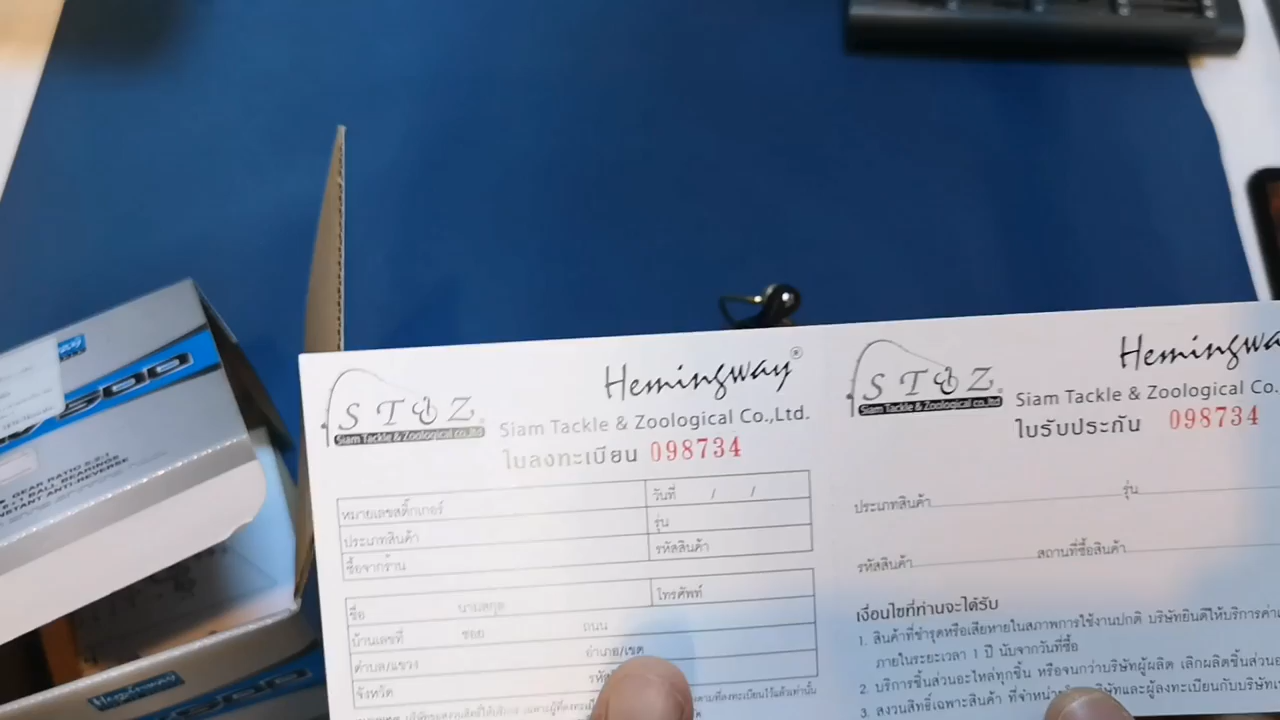 STZ
Siam Tackle & Zoological co.,ltd
Hemingway®
Siam Tackle & Zoological Co.,Ltd.
ใบลงทะเบียน 098734
หมายเลขสติ๊กเกอร์
วันที่ / /
ประเภทสินค้า
รุ่น
ซื้อจากร้าน
รหัสสินค้า
ชื่อ นามสกุล
โทรศัพท์
บ้านเลขที่ ซอย ถนน
ตำบล/แขวง อำเภอ/เขต
จังหวัด
STZ
Siam Tackle & Zoological co.,ltd
Hemingwa
Siam Tackle & Zoological Co.
ใบรับประกัน 098734
ประเภทสินค้า รุ่น
รหัสสินค้า สถานที่ซื้อสินค้า
เงื่อนไขที่ท่านจะได้รับ
1. สินค้าที่ชำรุดหรือเสียหายในสภาพการใช้งานปกติ บริษัทยินดีให้บริการค่า
ภายในระยะเวลา 1 ปี นับจากวันที่ซื้อ
2. บริการชิ้นส่วนอะไหล่ทุกชิ้น หรือจนกว่าบริษัทผู้ผลิต เลิกผลิตชิ้นส่วน
3. สงวนสิทธิ์เฉพาะสินค้า ที่จำหน่
GEAR RATIO 5.2:1
+1 BALL BEARINGS
NSTANT ANTI-REVERSE
Hemingway
500